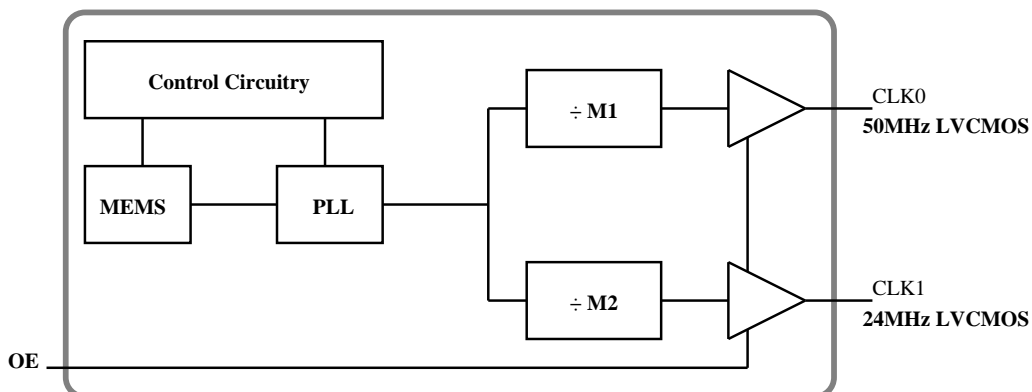 Control Circuitry
÷ M1
CLK0
50MHz LVCMOS
MEMS
PLL
÷ M2
CLK1
24MHz LVCMOS
OE